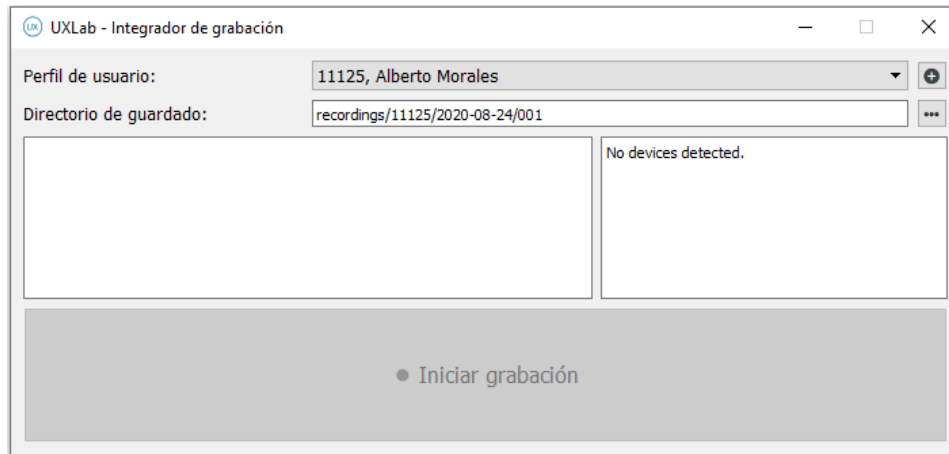 UX UXLab - Integrador de grabación
Perfil de usuario: 11125, Alberto Morales
Directorio de guardado: recordings/11125/2020-08-24/001
No devices detected.
Iniciar grabación